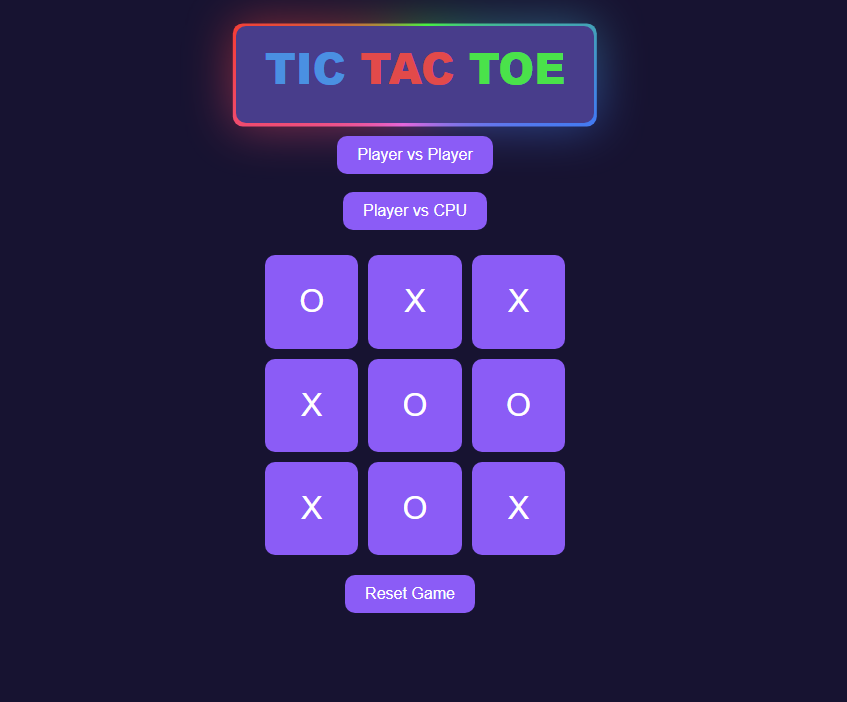 TIC TAC TOE
Player vs Player
Player vs CPU
O X X
X O O
X O X
Reset Game